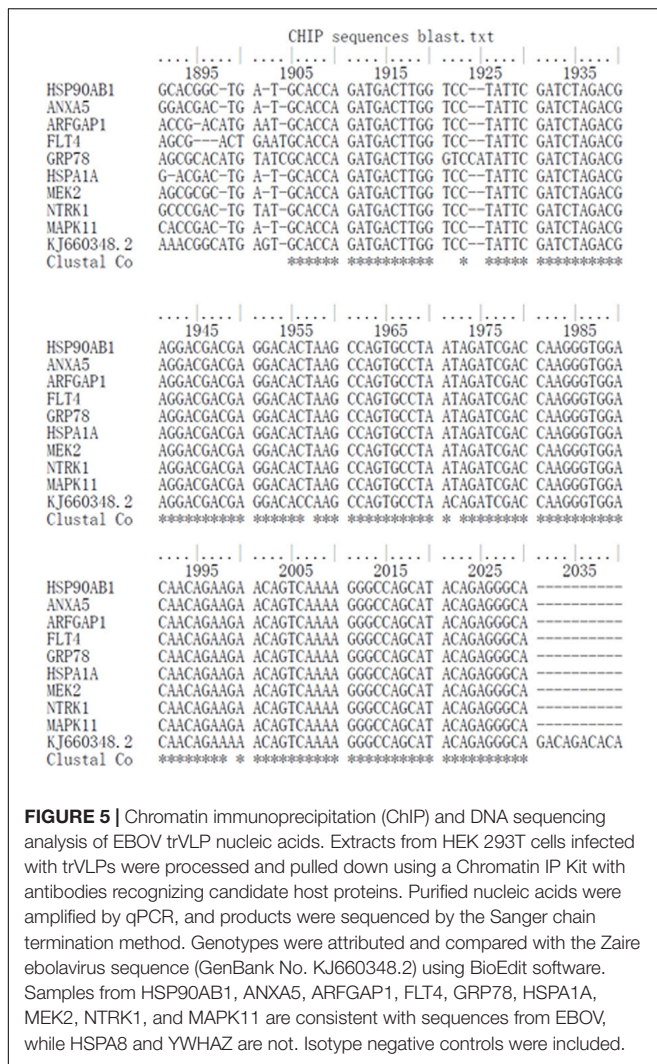 CHIP sequences blast.txt
.... ....| .... ....| .... ....| .... ....| .... ....|
1895 1905 1915 1925 1935
HSP90AB1 GCACGGC-TG A-T-GCACCA GATGACTTGG TCC--TATTC GATCTAGACG
ANXA5 GGACGAC-TG A-T-GCACCA GATGACTTGG TCC--TATTC GATCTAGACG
ARFGAP1 ACCG-ACATG AAT-GCACCA GATGACTTGG TCC--TATTC GATCTAGACG
FLT4 AGCG---ACT GAATGCACCA GATGACTTGG TCC--TATTC GATCTAGACG
GRP78 AGCGCACATG TATCGCACCA GATGACTTGG GTCCATATTC GATCTAGACG
HSPA1A G-ACGAC-TG A-T-GCACCA GATGACTTGG TCC--TATTC GATCTAGACG
MEK2 AGCGCGC-TG A-T-GCACCA GATGACTTGG TCC--TATTC GATCTAGACG
NTRK1 GCCCGAC-TG TAT-GCACCA GATGACTTGG TCC--TATTC GATCTAGACG
MAPK11 CACCGAC-TG A-T-GCACCA GATGACTTGG TCC--TATTC GATCTAGACG
KJ660348.2 AAACGGCATG AGT-GCACCA GATGACTTGG TCC--TATTC GATCTAGACG
Clustal Co ****** ********** * ***** **********
.... ....| .... ....| .... ....| .... ....| .... ....|
1945 1955 1965 1975 1985
HSP90AB1 AGGACGACGA GGACACTAAG CCAGTGCCTA ATAGATCGAC CAAGGGTGGA
ANXA5 AGGACGACGA GGACACTAAG CCAGTGCCTA ATAGATCGAC CAAGGGTGGA
ARFGAP1 AGGACGACGA GGACACTAAG CCAGTGCCTA ATAGATCGAC CAAGGGTGGA
FLT4 AGGACGACGA GGACACTAAG CCAGTGCCTA ATAGATCGAC CAAGGGTGGA
GRP78 AGGACGACGA GGACACTAAG CCAGTGCCTA ATAGATCGAC CAAGGGTGGA
HSPA1A AGGACGACGA GGACACTAAG CCAGTGCCTA ATAGATCGAC CAAGGGTGGA
MEK2 AGGACGACGA GGACACTAAG CCAGTGCCTA ATAGATCGAC CAAGGGTGGA
NTRK1 AGGACGACGA GGACACTAAG CCAGTGCCTA ATAGATCGAC CAAGGGTGGA
MAPK11 AGGACGACGA GGACACTAAG CCAGTGCCTA ATAGATCGAC CAAGGGTGGA
KJ660348.2 AGGACGACGA GGACACCAAG CCAGTGCCTA ACAGATCGAC CAAGGGTGGA
Clustal Co ********** ****** *** ********** * ******** **********
.... ....| .... ....| .... ....| .... ....| .... ....|
1995 2005 2015 2025 2035
HSP90AB1 CAACAGAAGA ACAGTCAAAA GGGCCAGCAT ACAGAGGGCA ----------
ANXA5 CAACAGAAGA ACAGTCAAAA GGGCCAGCAT ACAGAGGGCA ----------
ARFGAP1 CAACAGAAGA ACAGTCAAAA GGGCCAGCAT ACAGAGGGCA ----------
FLT4 CAACAGAAGA ACAGTCAAAA GGGCCAGCAT ACAGAGGGCA ----------
GRP78 CAACAGAAGA ACAGTCAAAA GGGCCAGCAT ACAGAGGGCA ----------
HSPA1A CAACAGAAGA ACAGTCAAAA GGGCCAGCAT ACAGAGGGCA ----------
MEK2 CAACAGAAGA ACAGTCAAAA GGGCCAGCAT ACAGAGGGCA ----------
NTRK1 CAACAGAAGA ACAGTCAAAA GGGCCAGCAT ACAGAGGGCA ----------
MAPK11 CAACAGAAGA ACAGTCAAAA GGGCCAGCAT ACAGAGGGCA ----------
KJ660348.2 CAACAGAAAA ACAGTCAAAA GGGCCAGCAT ACAGAGGGCA GACAGACACA
Clustal Co ******** * ********** ********** **********
FIGURE 5 | Chromatin immunoprecipitation (ChIP) and DNA sequencing
analysis of EBOV trVLP nucleic acids. Extracts from HEK 293T cells infected
with trVLPs were processed and pulled down using a Chromatin IP Kit with
antibodies recognizing candidate host proteins. Purified nucleic acids were
amplified by qPCR, and products were sequenced by the Sanger chain
termination method. Genotypes were attributed and compared with the Zaire
ebolavirus sequence (GenBank No. KJ660348.2) using BioEdit software.
Samples from HSP90AB1, ANXA5, ARFGAP1, FLT4, GRP78, HSPA1A,
MEK2, NTRK1, and MAPK11 are consistent with sequences from EBOV,
while HSPA8 and YWHAZ are not. Isotype negative controls were included.